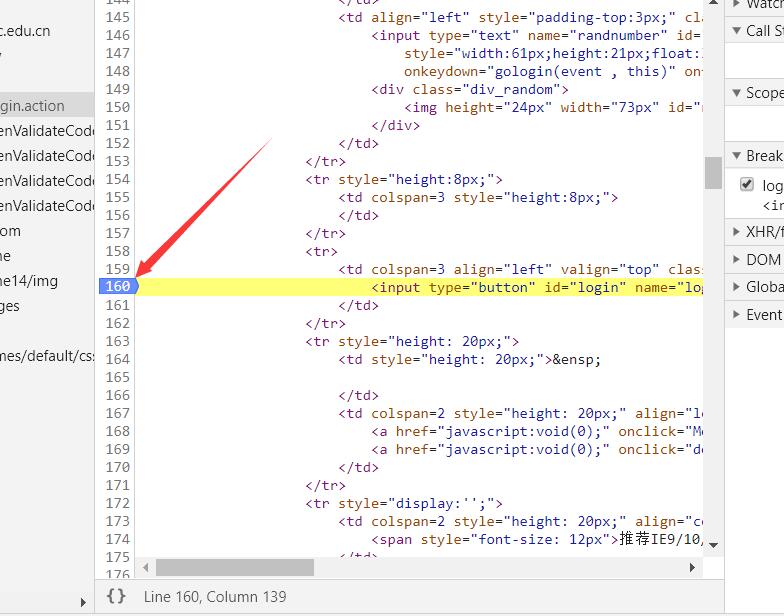 c.edu.cn
gin.action
enValidateCode
enValidateCod
enValidateCod
enValidateCod
om
ne
ne14/img
ges
mes/default/css
144 </td>
145 <td align="left" style="padding-top:3px;" cla
146 <input type="text" name="randnumber" id=
147 style="width:61px;height:21px;float:
148 onkeydown="gologin(event , this)" on
149 <div class="div_random">
150 <img height="24px" width="73px" id="
151 </div>
152 </td>
153 </tr>
154 <tr style="height:8px;">
155 <td colspan=3 style="height:8px;">
156 </td>
157 </tr>
158 <tr>
159 <td colspan=3 align="left" valign="top" clas
160 <input type="button" id="login" name="log
161 </td>
162 </tr>
163 <tr style="height: 20px;">
164 <td style="height: 20px;">&ensp;
165
166 </td>
167 <td colspan=2 style="height: 20px;" align="le
168 <a href="javascript:void(0);" onclick="Me
169 <a href="javascript:void(0);" onclick="do
170 </td>
171 </tr>
172 <tr style="display:'';">
173 <td colspan=2 style="height: 20px;" align="ce
174 <span style="font-size: 12px">推荐IE9/10/
175 </td>
176
{} Line 160, Column 139
Watch
Call St
Scope
Break
log
<in
XHR/f
DOM
Globa
Event